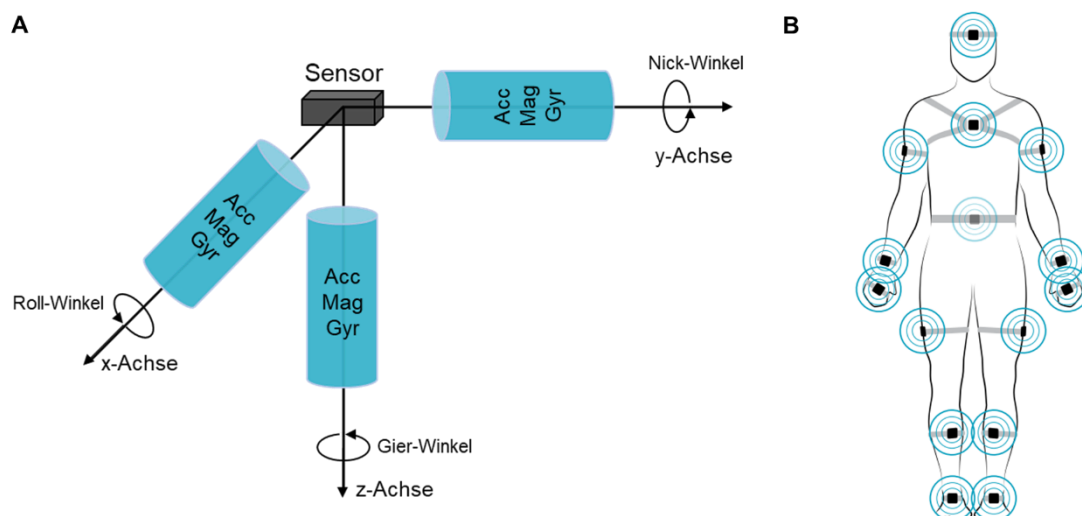 A
B
Sensor
Nick-Winkel
Acc
Mag
Gyr
y-Achse
Acc
Mag
Gyr
Roll-Winkel
x-Achse
Acc
Mag
Gyr
Gier-Winkel
z-Achse